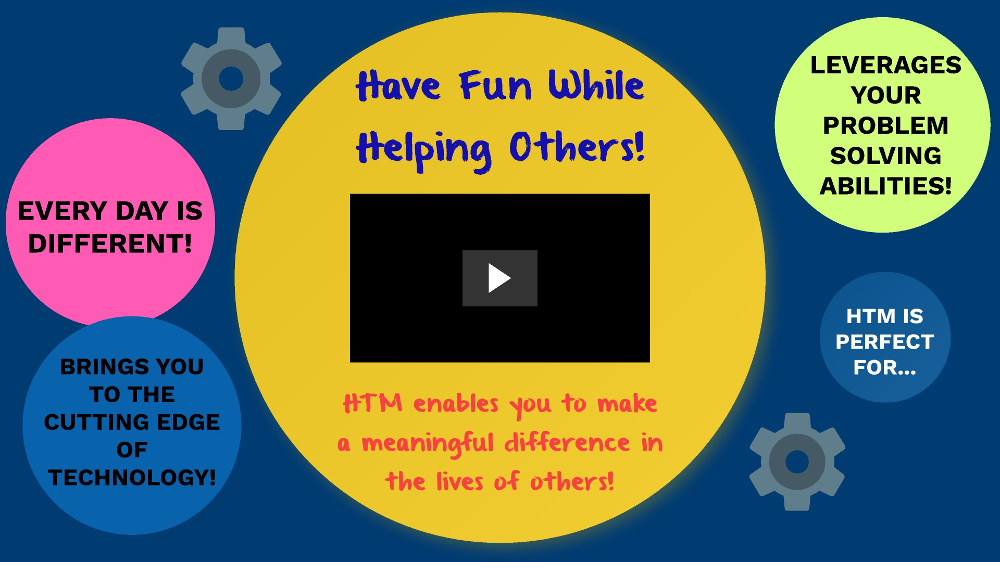 Have Fun While
Helping Others!
HTM enables you to make
a meaningful difference in
the lives of others!
EVERY DAY IS
DIFFERENT!
BRINGS YOU
TO THE
CUTTING EDGE
OF
TECHNOLOGY!
LEVERAGES
YOUR
PROBLEM
SOLVING
ABILITIES!
HTM IS
PERFECT
FOR...